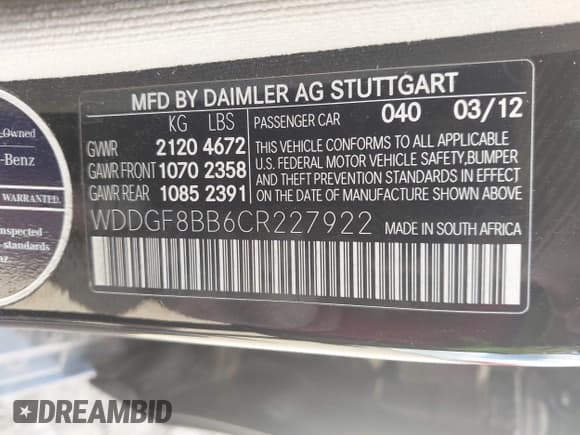 MFD BY DAIMLER AG STUTTGART
KG LBS PASSENGER CAR 040 03/12
GVWR 2120 4672
GAWR FRONT 1070 2358
GAWR REAR 1085 2391
THIS VEHICLE CONFORMS TO ALL APPLICABLE
U.S. FEDERAL MOTOR VEHICLE SAFETY,BUMPER
AND THEFT PREVENTION STANDARDS IN EFFECT
ON THE DATE OF MANUFACTURE SHOWN ABOVE.
WDDGF8BB6CR227922 MADE IN SOUTH AFRICA
Owned
-Benz
WARRANTED.
nspected
-standards
DREAMBID